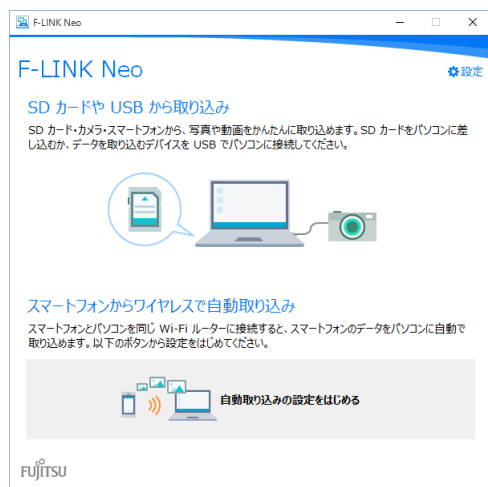 F-LINK Neo
F-LINK Neo
設定
SD カードや USB から取り込み
SD カード・カメラ・スマートフォンから、写真や動画をかんたんに取り込めます。SD カードをパソコンに差
し込むか、データを取り込むデバイスを USB でパソコンに接続してください。
スマートフォンからワイヤレスで自動取り込み
スマートフォンとパソコンを同じ Wi-Fi ルーターに接続すると、スマートフォンのデータをパソコンに自動で
取り込めます。以下のボタンから設定をはじめてください。
自動取り込みの設定をはじめる
FUJITSU